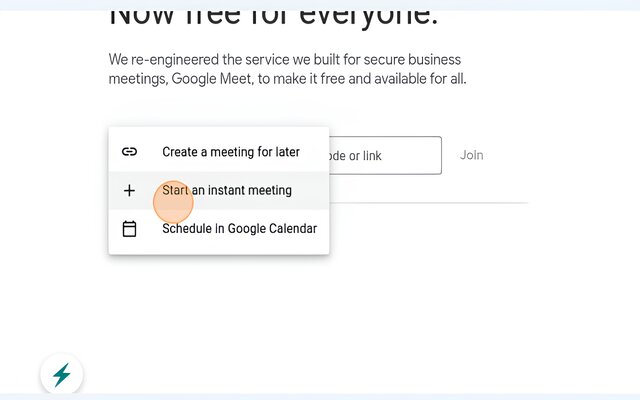 Now free for everyone.
We re-engineered the service we built for secure business
meetings, Google Meet, to make it free and available for all.
Create a meeting for later
ode or link
Join
Start an instant meeting
Schedule in Google Calendar